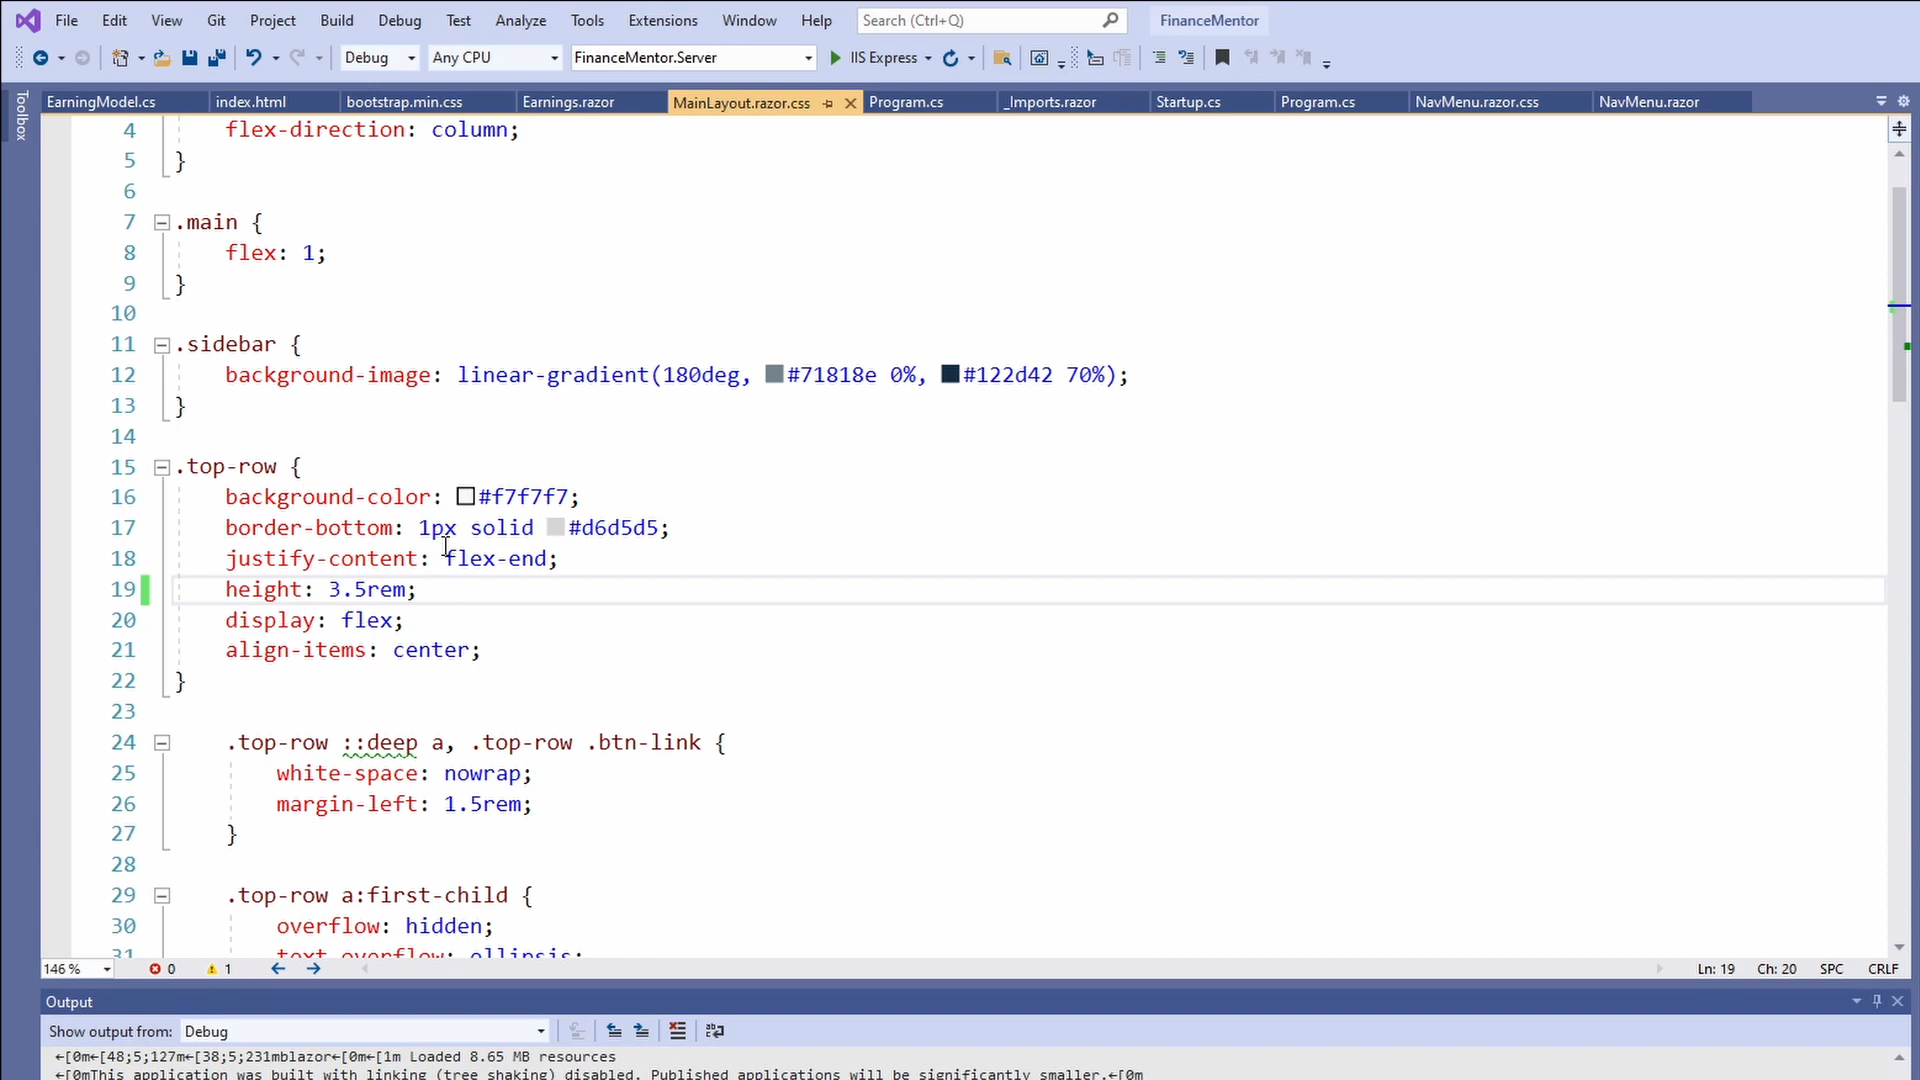 File Edit View Git Project Build Debug Test Analyze Tools Extensions Window Help Search (Ctrl+Q) FinanceMentor
Debug Any CPU FinanceMentor.Server IIS Express
Toolbox
EarningModel.cs index.html bootstrap.min.css Earnings.razor MainLayout.razor.css Program.cs _Imports.razor Startup.cs Program.cs NavMenu.razor.css NavMenu.razor
4 flex-direction: column;
5 }
6
7 .main {
8 flex: 1;
9 }
10
11 .sidebar {
12 background-image: linear-gradient(180deg, #71818e 0%, #122d42 70%);
13 }
14
15 .top-row {
16 background-color: #f7f7f7;
17 border-bottom: 1px solid #d6d5d5;
18 justify-content: flex-end;
19 height: 3.5rem;
20 display: flex;
21 align-items: center;
22 }
23
24 .top-row ::deep a, .top-row .btn-link {
25 white-space: nowrap;
26 margin-left: 1.5rem;
27 }
28
29 .top-row a:first-child {
30 overflow: hidden;
31 text-overflow: ellipsis;
146 % 0 1 Ln: 19 Ch: 20 SPC CRLF
Output
Show output from: Debug
←[0m←[48;5;127m←[38;5;231mblazor←[0m←[1m Loaded 8.65 MB resources
←[0mThis application was built with linking (tree shaking) disabled. Published applications will be significantly smaller.←[0m